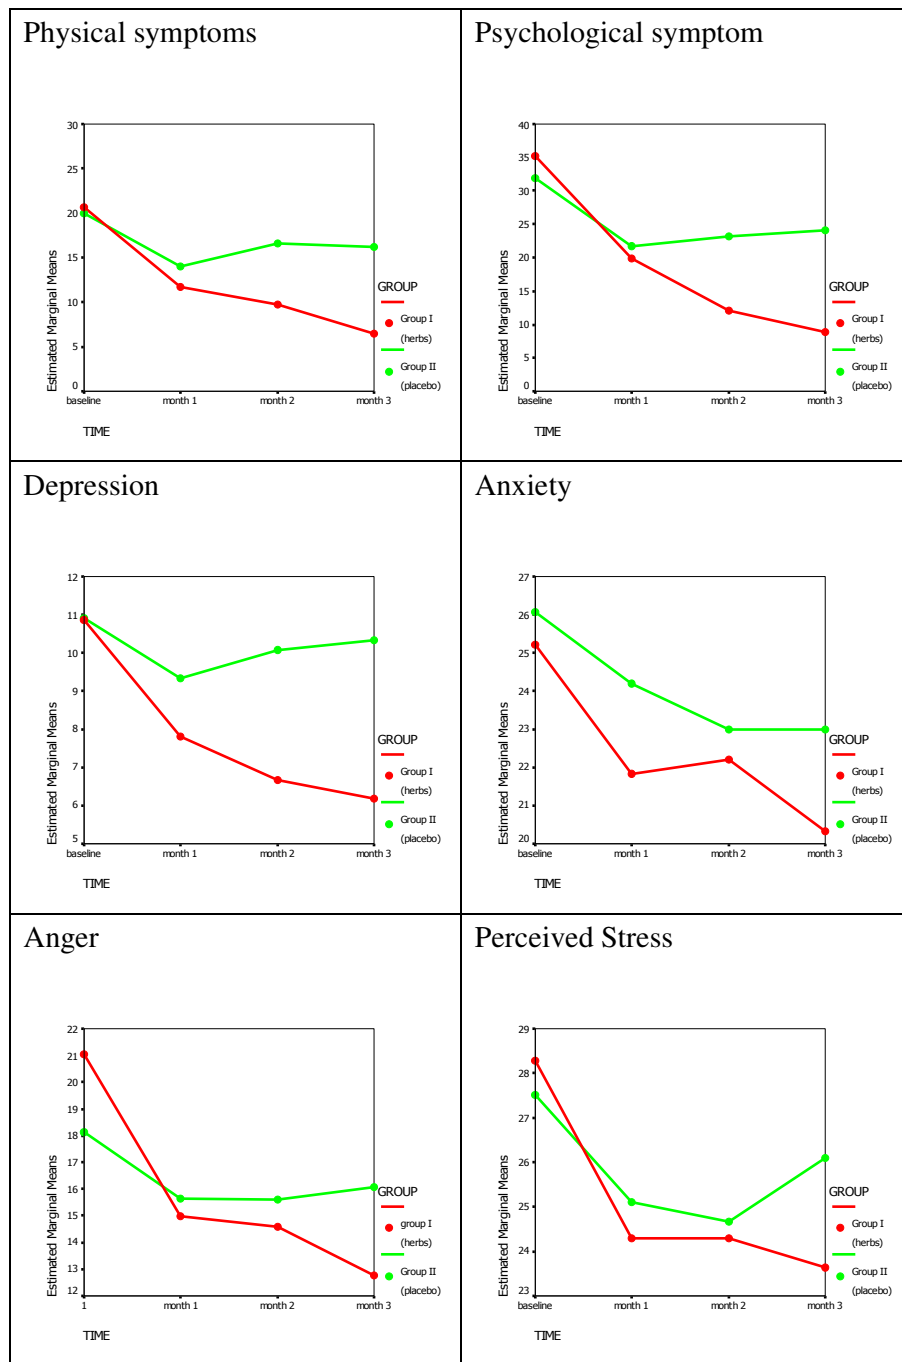 Physical symptoms
30
25
20
15
10
5
0
Estimated Marginal Means
baseline
month 1
month 2
month 3
TIME
GROUP
Group I
(herbs)
Group II
(placebo)
Psychological symptom
40
35
30
25
20
15
10
5
0
Estimated Marginal Means
baseline
month 1
month 2
month 3
TIME
GROUP
Group I
(herbs)
Group II
(placebo)
Depression
12
11
10
9
8
7
6
5
Estimated Marginal Means
baseline
month 1
month 2
month 3
TIME
GROUP
Group I
(herbs)
Group II
(placebo)
Anxiety
27
26
25
24
23
22
21
20
Estimated Marginal Means
baseline
month 1
month 2
month 3
TIME
GROUP
Group I
(herbs)
Group II
(placebo)
Anger
22
21
20
19
18
17
16
15
14
13
12
Estimated Marginal Means
1
month 1
month 2
month 3
TIME
GROUP
group I
(herbs)
Group II
(placebo)
Perceived Stress
29
28
27
26
25
24
23
Estimated Marginal Means
baseline
month 1
month 2
month 3
TIME
GROUP
Group I
(herbs)
Group II
(placebo)